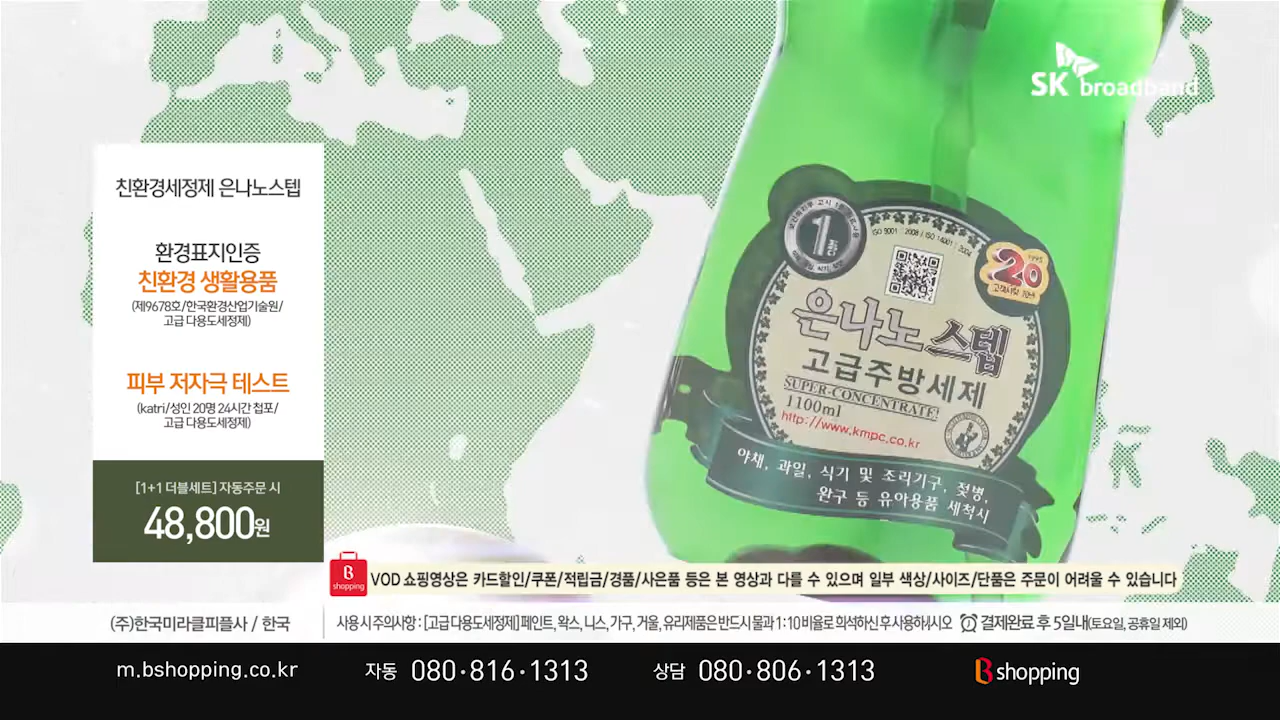 SK broadband
친환경세정제 은나노스텝
환경표지인증
친환경 생활용품
(제9678호/한국환경산업기술원/
고급 다용도세정제)
피부 저자극 테스트
(katri/성인 20명 24시간 첩포/
고급 다용도세정제)
[1+1 더블세트] 자동주문 시
48,800원
1
ISO 9001 : 2008 / ISO 14001 : 2004
1995
20
은나노 스텝
고급주방세제
SUPER-CONCENTRATE
1100ml
http://www.kmpc.co.kr
야채, 과일, 식기 및 조리기구, 젖병,
완구 등 유아용품 세척시
B shopping
VOD 쇼핑영상은 카드할인/쿠폰/적립금/경품/사은품 등은 본 영상과 다를 수 있으며 일부 색상/사이즈/단품은 주문이 어려울 수 있습니다
(주)한국미라클피플사 / 한국
사용 시 주의사항 : [고급 다용도세정제] 페인트, 왁스, 니스, 가구, 거울, 유리제품은 반드시 물과 1:10 비율로 희석하신 후 사용하십시오
결제완료 후 5일내(토요일, 공휴일 제외)
m.bshopping.co.kr
자동 080·816·1313
상담 080·806·1313
B shopping